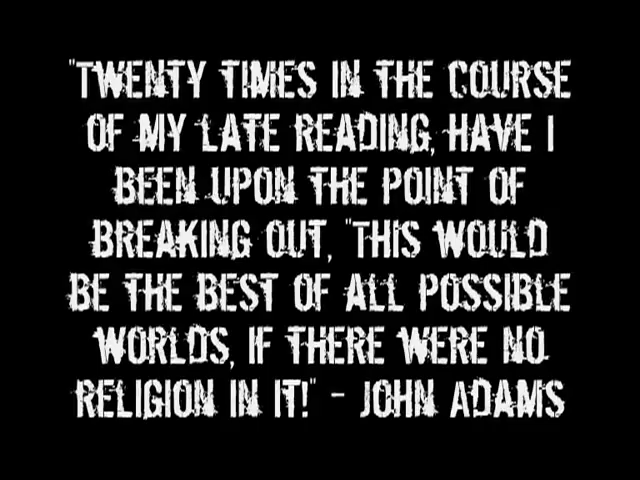 "TWENTY TIMES IN THE COURSE
OF MY LATE READING, HAVE I
BEEN UPON THE POINT OF
BREAKING OUT, "THIS WOULD
BE THE BEST OF ALL POSSIBLE
WORLDS, IF THERE WERE NO
RELIGION IN IT!" - JOHN ADAMS